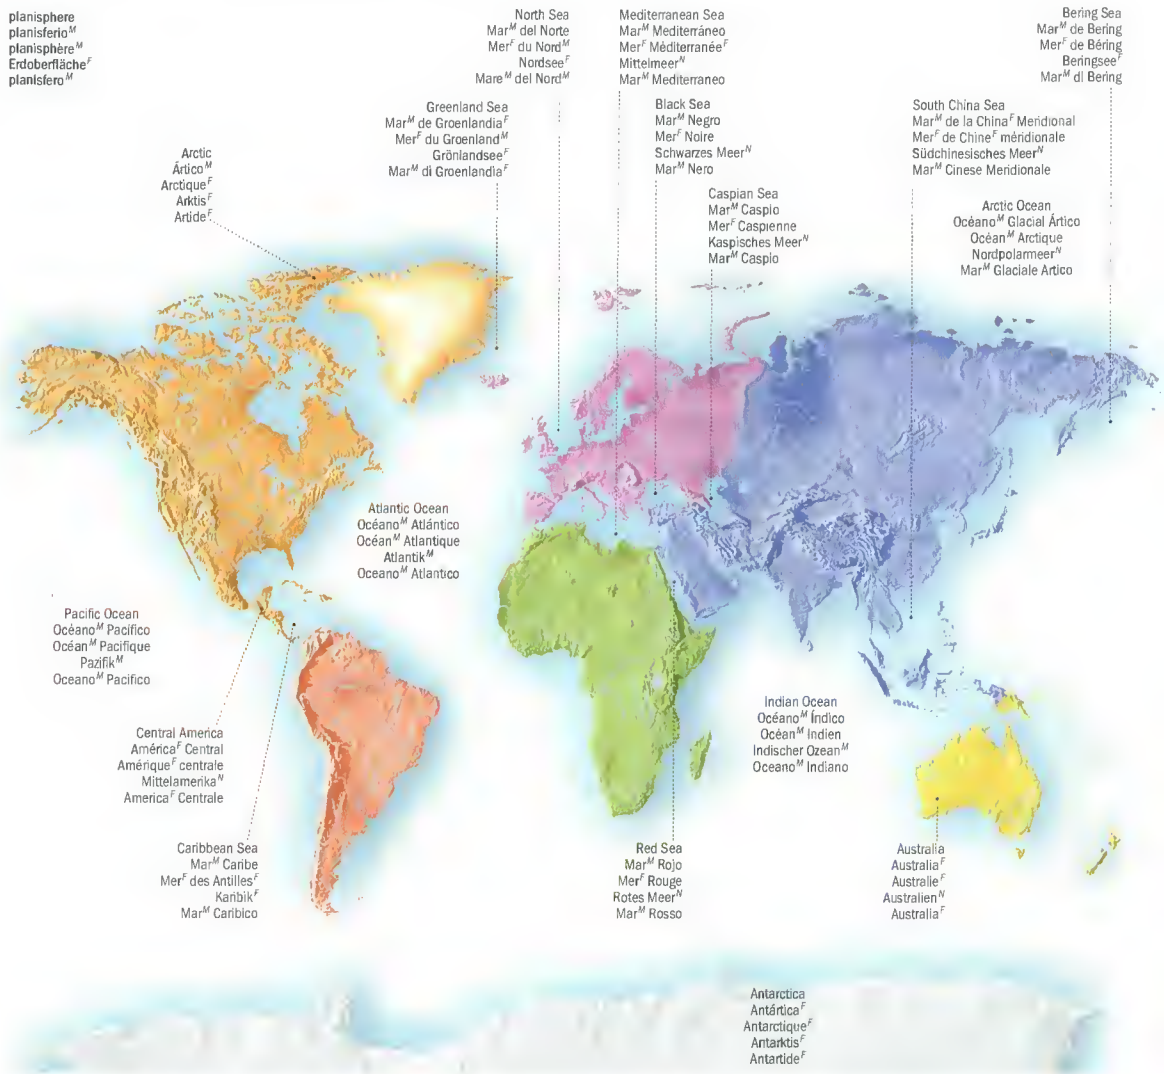 planisphere
planisferio^M
planisphère^M
Erdoberfläche^F
planisfero^M
North Sea
Mar^M del Norte
Mer^F du Nord^M
Nordsee^F
Mare^M del Nord^M
Mediterranean Sea
Mar^M Mediterráneo
Mer^F Méditerranée^F
Mittelmeer^N
Mar^M Mediterraneo
Bering Sea
Mar^M de Bering
Mer^F de Béring
Beringsee^F
Mar^M di Bering
Greenland Sea
Mar^M de Groenlandia^F
Mer^F du Groenland^M
Grönlandsee^F
Mar^M di Groenlandia^F
Black Sea
Mar^M Negro
Mer^F Noire
Schwarzes Meer^N
Mar^M Nero
South China Sea
Mar^M de la China^F Meridional
Mer^F de Chine^F méridionale
Südchinesisches Meer^N
Mar^M Cinese Meridionale
Arctic
Ártico^M
Arctique^F
Arktis^F
Artide^F
Caspian Sea
Mar^M Caspio
Mer^F Caspienne
Kaspisches Meer^N
Mar^M Caspio
Arctic Ocean
Océano^M Glacial Ártico
Océan^M Arctique
Nordpolarmeer^N
Mar^M Glaciale Artico
Atlantic Ocean
Océano^M Atlántico
Océan^M Atlantique
Atlantik^M
Oceano^M Atlantico
Pacific Ocean
Océano^M Pacífico
Océan^M Pacifique
Pazifik^M
Oceano^M Pacifico
Indian Ocean
Océano^M Índico
Océan^M Indien
Indischer Ozean^M
Oceano^M Indiano
Central America
América^F Central
Amérique^F centrale
Mittelamerika^N
America^F Centrale
Caribbean Sea
Mar^M Caribe
Mer^F des Antilles^F
Karibik^F
Mar^M Caribico
Red Sea
Mar^M Rojo
Mer^F Rouge
Rotes Meer^N
Mar^M Rosso
Australia
Australia^F
Australie^F
Australien^N
Australia^F
Antarctica
Antártica^F
Antarctique^F
Antarktis^F
Antartide^F